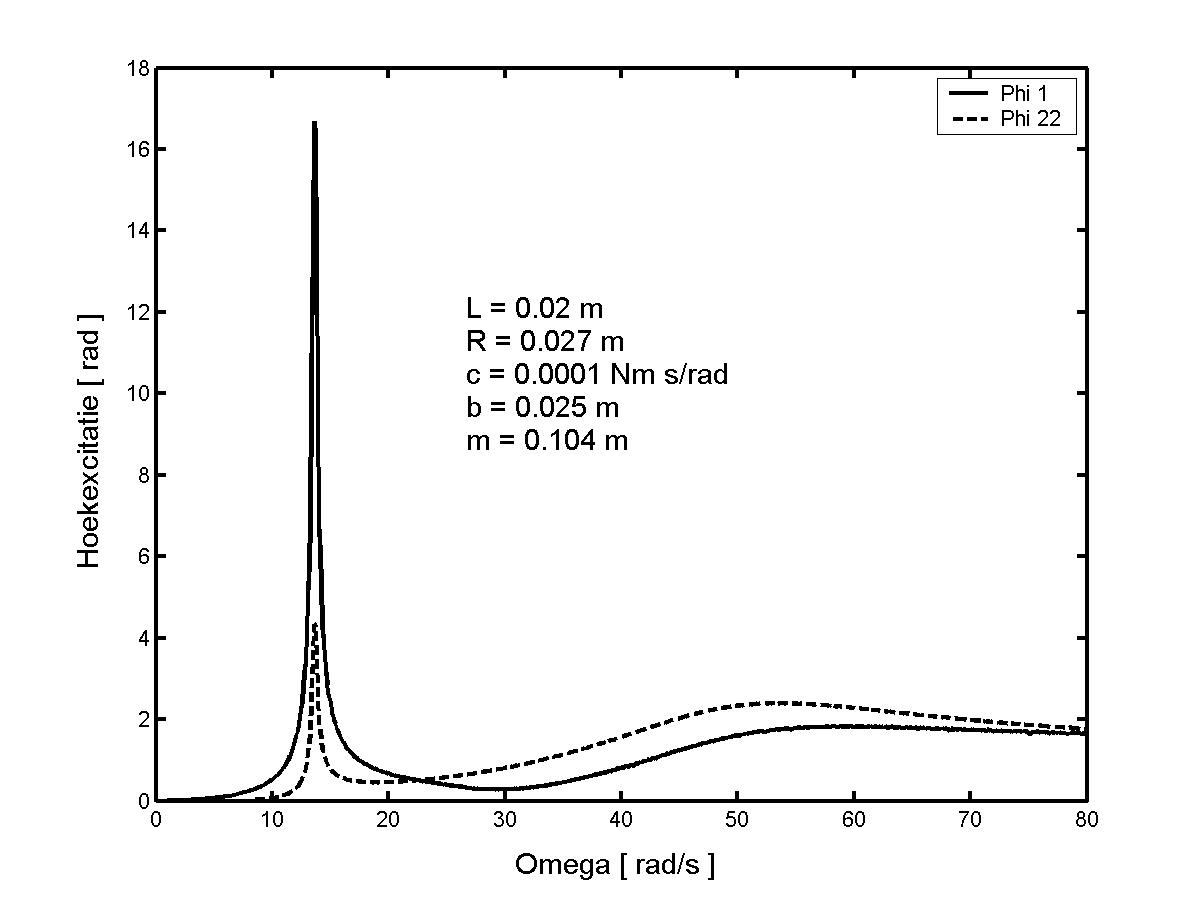 18
16
14
12
10
8
6
4
2
0
Hoekexcitatie [ rad ]
Phi 1
Phi 22
L = 0.02 m
R = 0.027 m
c = 0.0001 Nm s/rad
b = 0.025 m
m = 0.104 m
0 10 20 30 40 50 60 70 80
Omega [ rad/s ]